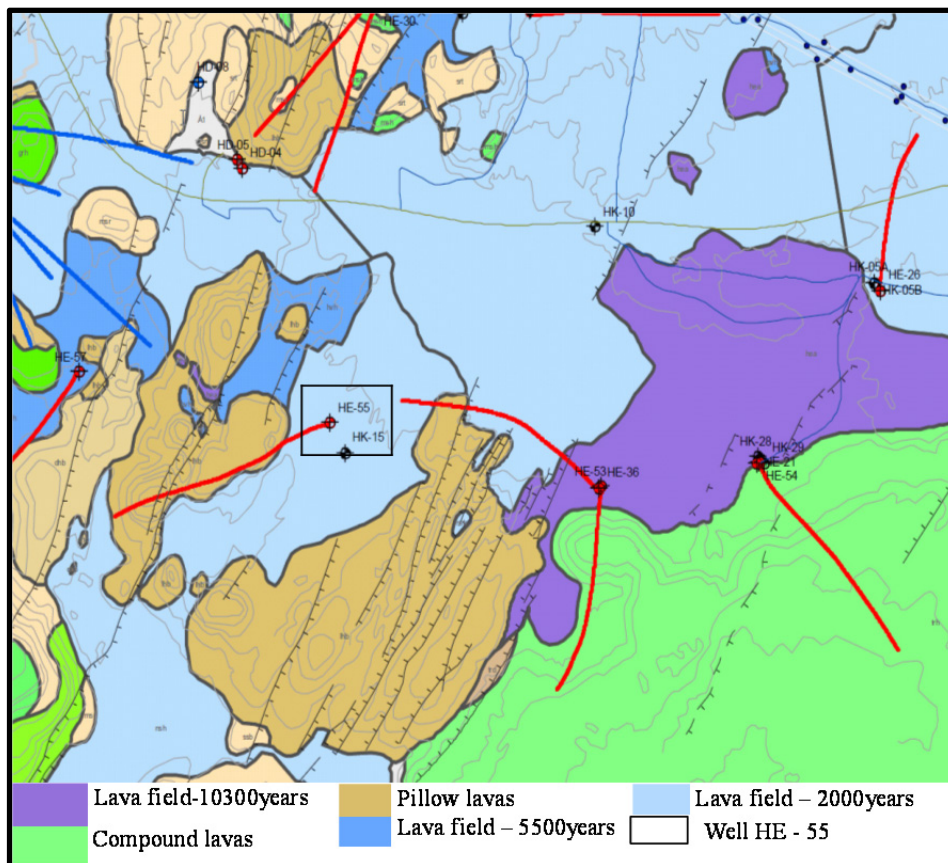 HE-30
HD-08
HD-05
HD-04
HK-10
HK-05A
HE-26
HK-05B
HE-57
HE-55
HK-15
HK-28
HK-29
HE-21
HE-54
HE-53 HE-36
Lava field-10300years
Pillow lavas
Lava field – 2000years
Compound lavas
Lava field – 5500years
Well HE - 55